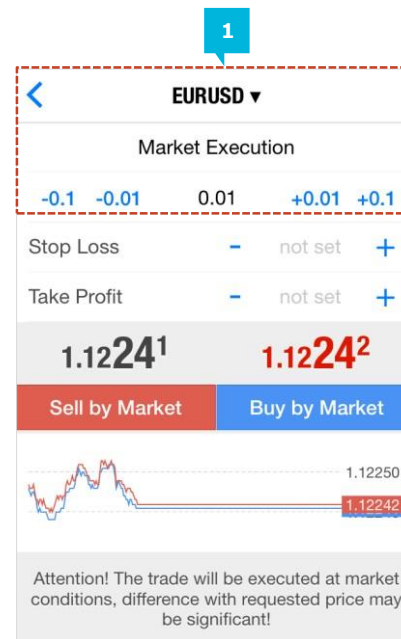 1
EURUSD ▾
Market Execution
-0.1 -0.01 0.01 +0.01 +0.1
Stop Loss - not set +
Take Profit - not set +
1.12241 1.12242
Sell by Market Buy by Market
1.12250
1.12242
Attention! The trade will be executed at market
conditions, difference with requested price may
be significant!